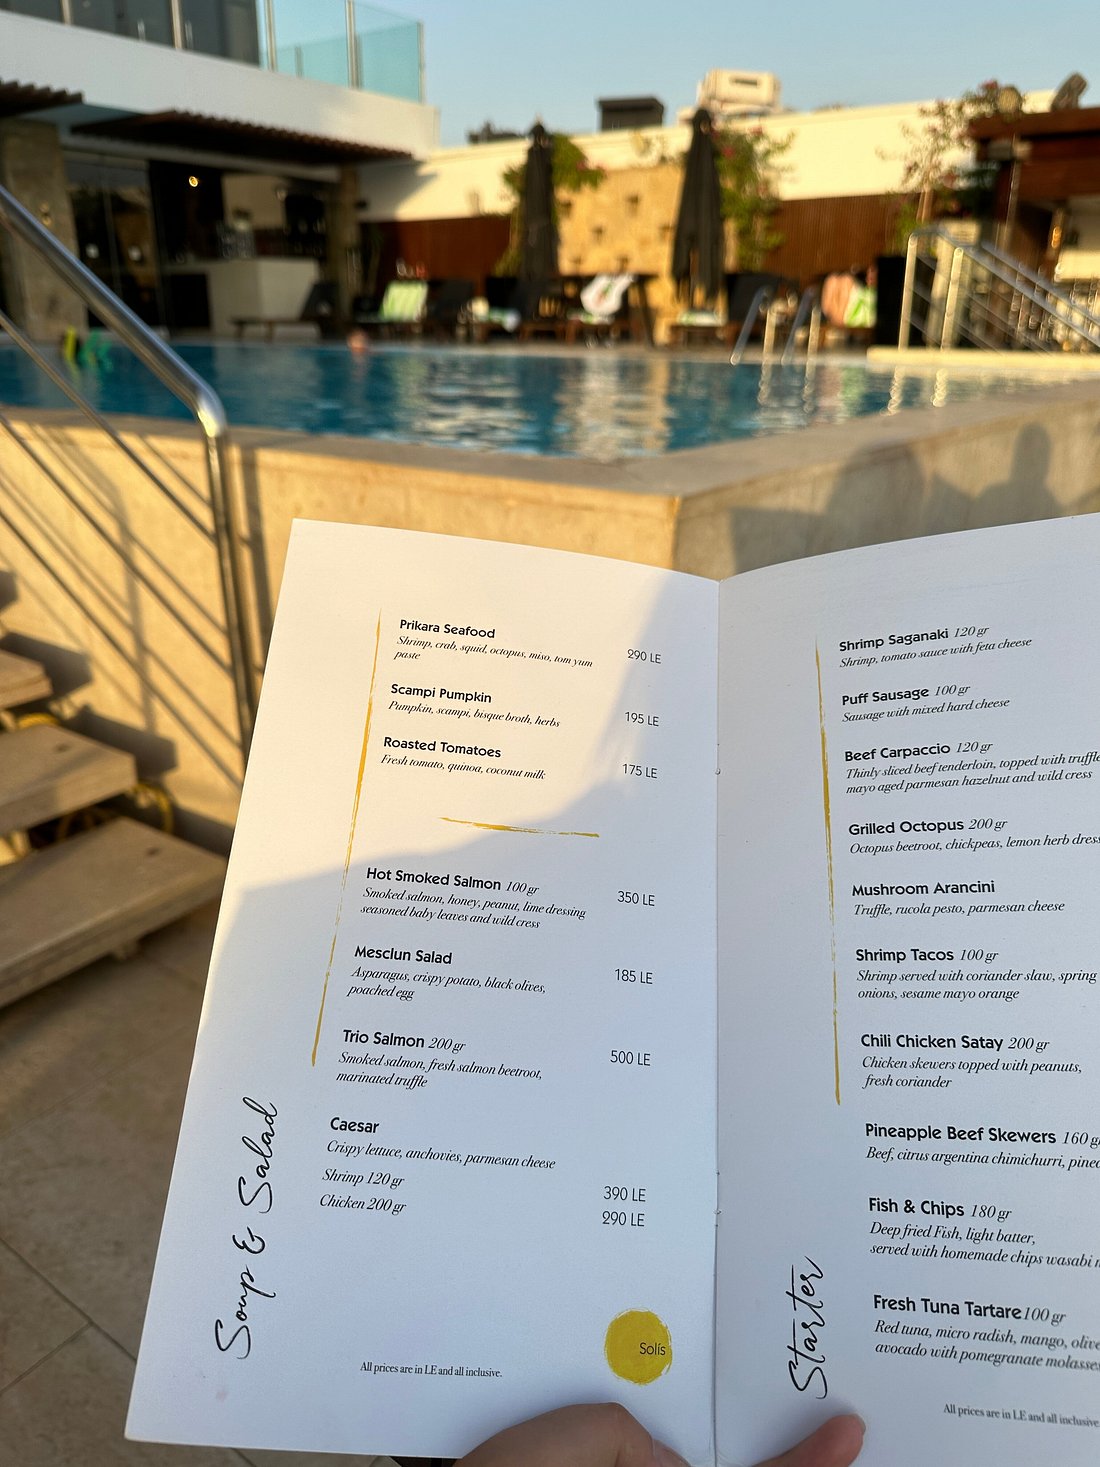 Prikara Seafood
Shrimp, crab, squid, octopus, miso, tom yum
paste
290 LE
Scampi Pumpkin
Pumpkin, scampi, bisque broth, herbs
195 LE
Roasted Tomatoes
Fresh tomato, quinoa, coconut milk
175 LE
Hot Smoked Salmon 100 gr
Smoked salmon, honey, peanut, lime dressing
seasoned baby leaves and wild cress
350 LE
Mesclun Salad
Asparagus, crispy potato, black olives,
poached egg
185 LE
Trio Salmon 200 gr
Smoked salmon, fresh salmon beetroot,
marinated truffle
500 LE
Caesar
Crispy lettuce, anchovies, parmesan cheese
Shrimp 120 gr
390 LE
Chicken 200 gr
290 LE
Soup & Salad
Solís
All prices are in LE and all inclusive.
Shrimp Saganaki 120 gr
Shrimp, tomato sauce with feta cheese
Puff Sausage 100 gr
Sausage with mixed hard cheese
Beef Carpaccio 120 gr
Thinly sliced beef tenderloin, topped with truffle
mayo aged parmesan hazelnut and wild cress
Grilled Octopus 200 gr
Octopus beetroot, chickpeas, lemon herb
Mushroom Arancini
Truffle, rucola pesto, parmesan cheese
Shrimp Tacos 100 gr
Shrimp served with coriander slaw, spring
onions, sesame mayo orange
Chili Chicken Satay 200 gr
Chicken skewers topped with peanuts,
fresh coriander
Pineapple Beef Skewers 160 gr
Beef, citrus argentina chimichurri,
Fish & Chips 180 gr
Deep fried Fish, light batter,
served with homemade chips wasabi
Fresh Tuna Tartare 100 gr
Red tuna, micro radish, mango, olive
avocado with pomegranate molasses
Starter
All prices are in LE and all inclusive